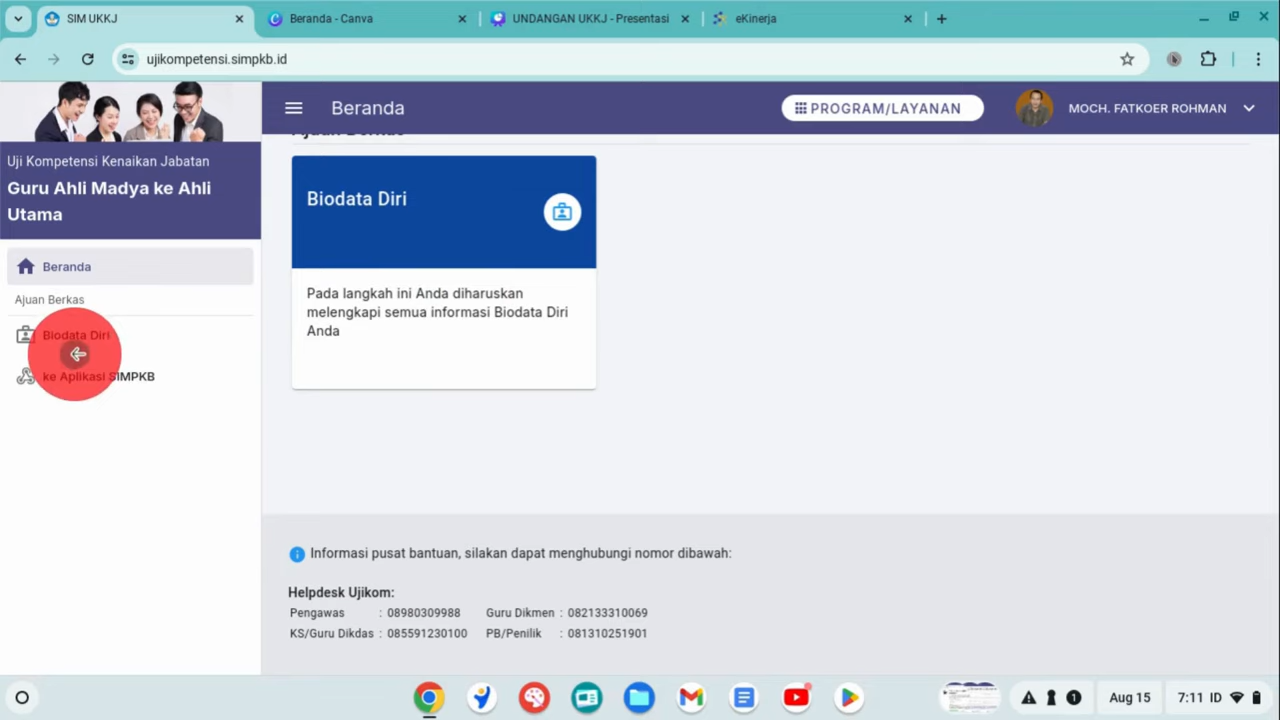 SIM UKKJ
Beranda - Canva
UNDANGAN UKKJ - Presentasi
eKinerja
ujikompetensi.simpkb.id
Beranda
PROGRAM/LAYANAN
MOCH. FATKOER ROHMAN
Uji Kompetensi Kenaikan Jabatan
Guru Ahli Madya ke Ahli
Utama
Beranda
Ajuan Berkas
Biodata Diri
ke Aplikasi SIMPKB
Ajuan Berkas
Biodata Diri
Pada langkah ini Anda diharuskan
melengkapi semua informasi Biodata Diri
Anda
Informasi pusat bantuan, silakan dapat menghubungi nomor dibawah:
Helpdesk Ujikom:
Pengawas : 08980309988 Guru Dikmen : 082133310069
KS/Guru Dikdas : 085591230100 PB/Penilik : 081310251901
1
Aug 15
7:11 ID